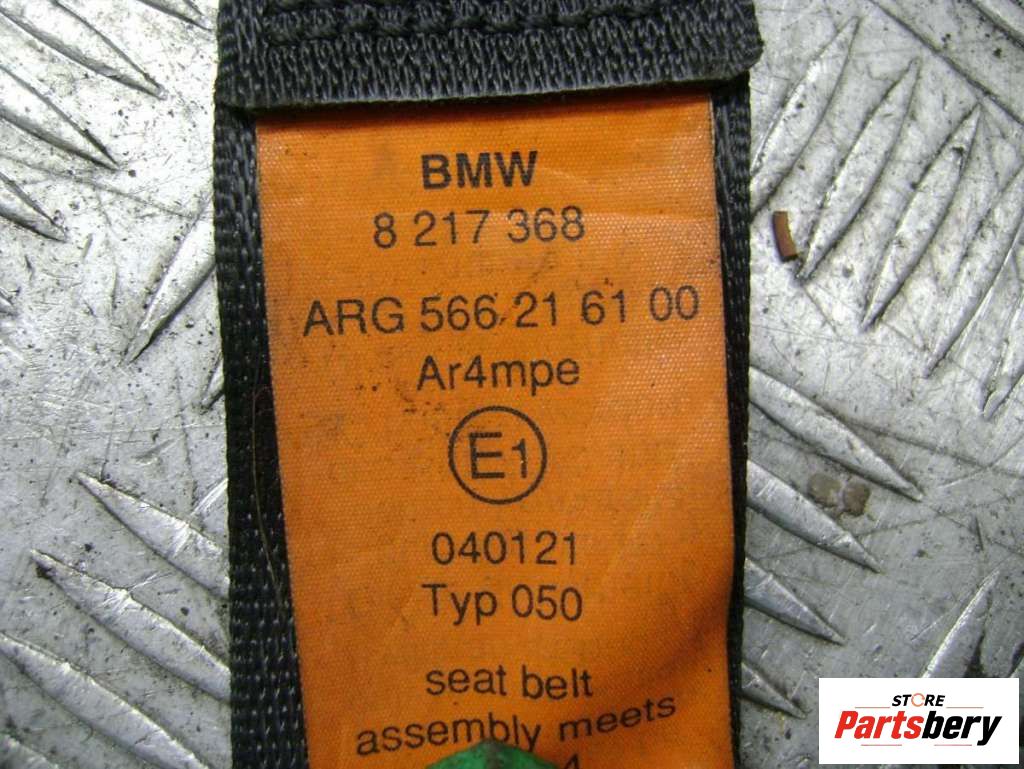 BMW
8 217 368
ARG 566 21 61 00
Ar4mpe
E1
040121
Typ 050
seat belt
assembly meets
4
STORE
Partsbery